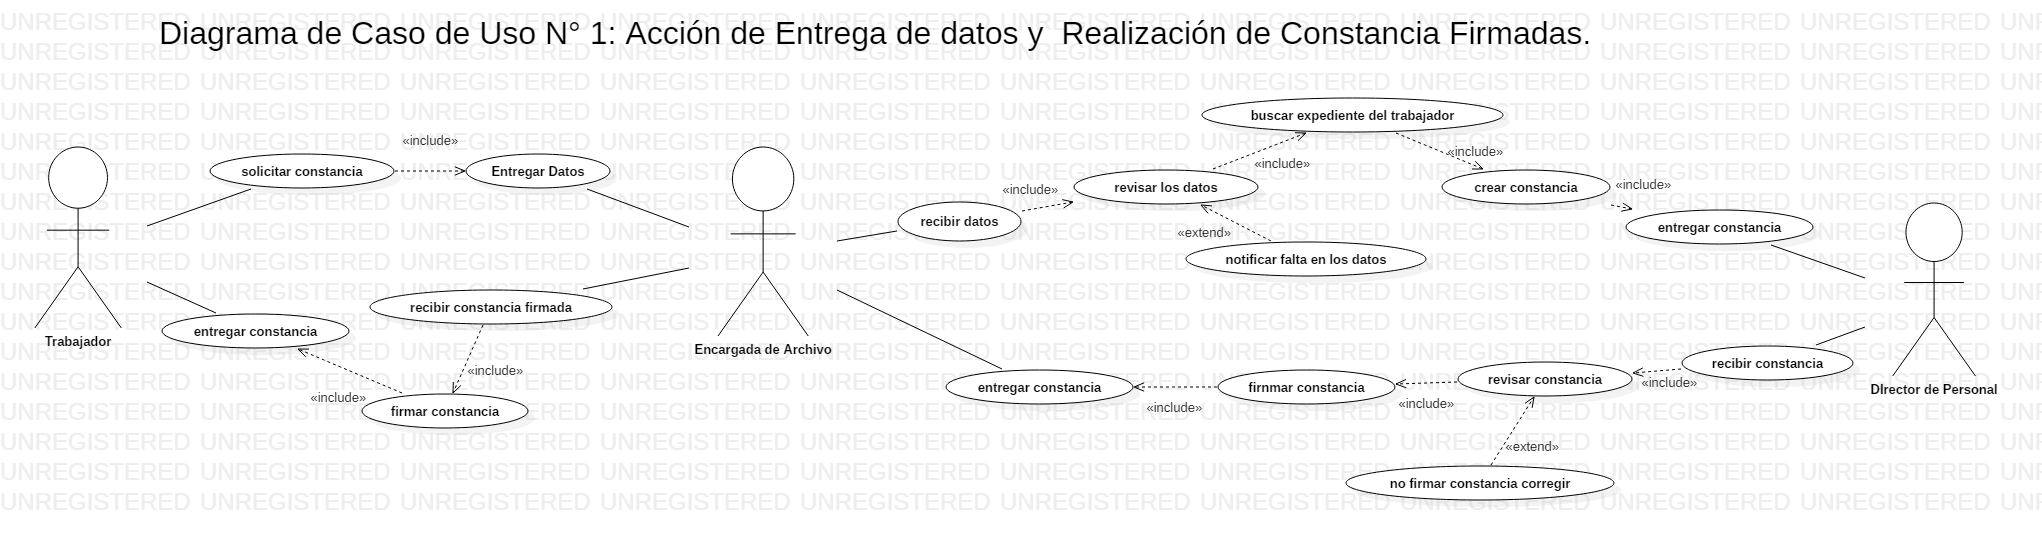 Diagrama de Caso de Uso N° 1: Acción de Entrega de datos y  Realización de Constancia Firmadas.
buscar expediente del trabajador
«include»
«include»
«include»
solicitar constancia
Entregar Datos
revisar los datos
«include»
crear constancia
«include»
recibir datos
entregar constancia
«extend»
notificar falta en los datos
recibir constancia firmada
entregar constancia
Trabajador
Encargada de Archivo
«include»
«include»
firmar constancia
entregar constancia
«include»
firnmar constancia
«include»
revisar constancia
«include»
recibir constancia
DIrector de Personal
«extend»
no firmar constancia corregir
UNREGISTERED